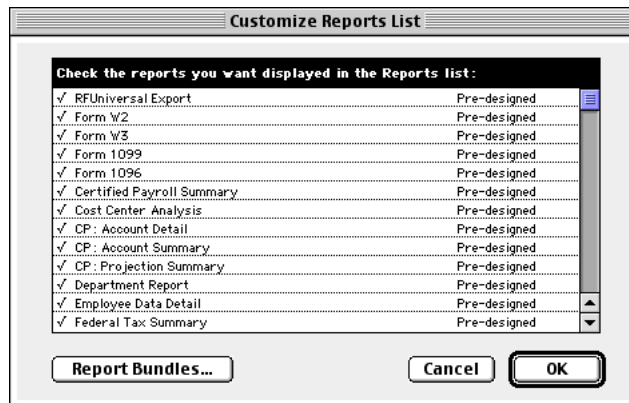 Customize Reports List
Check the reports you want displayed in the Reports list:
✓ RFUniversal Export Pre-designed
✓ Form W2 Pre-designed
✓ Form W3 Pre-designed
✓ Form 1099 Pre-designed
✓ Form 1096 Pre-designed
✓ Certified Payroll Summary Pre-designed
✓ Cost Center Analysis Pre-designed
✓ CP: Account Detail Pre-designed
✓ CP: Account Summary Pre-designed
✓ CP: Projection Summary Pre-designed
✓ Department Report Pre-designed
✓ Employee Data Detail Pre-designed
✓ Federal Tax Summary Pre-designed
Report Bundles... Cancel OK